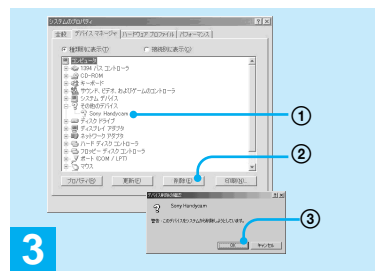 システムのプロパティ
全般 デバイス マネージャ ハードウェア プロファイル パフォーマンス
種類別に表示(T) 接続別に表示(C)
コンピュータ
1394 バス コントローラ
CD-ROM
キーボード
サウンド、ビデオ、およびゲームのコントローラ
システム デバイス
その他のデバイス
Sony Handycam
ディスク ドライブ
ディスプレイ アダプタ
ネットワーク アダプタ
ハード ディスク コントローラ
フロッピー ディスク コントローラ
ポート (COM / LPT)
マウス
プロパティ(R) 更新(F) 削除(E) 印刷(N)...
1
2
デバイス削除の確認
Sony Handycam
警告 : このデバイスをシステムから削除しようとしています。
OK キャンセル
3
3